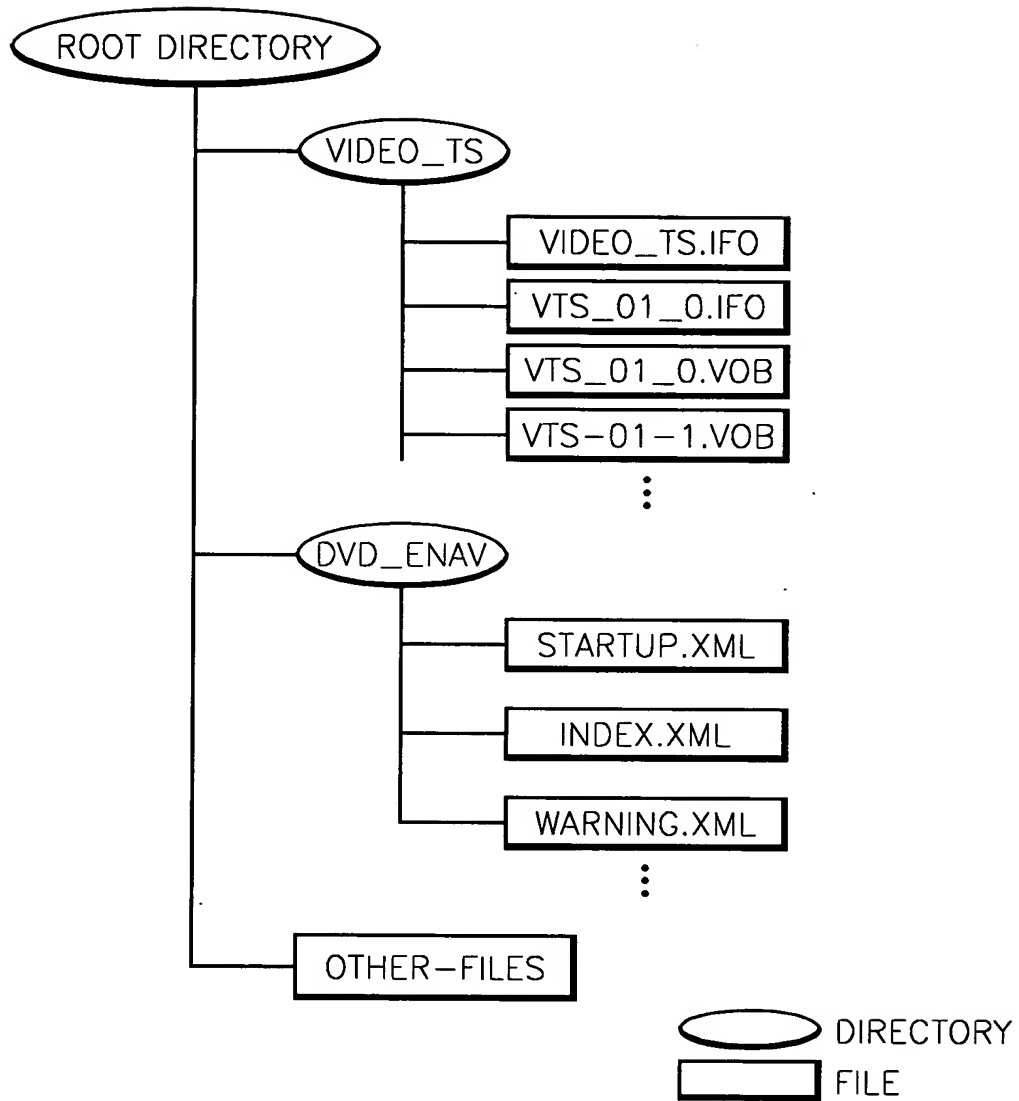 ROOT DIRECTORY
VIDEO_TS
VIDEO_TS.IFO
VTS_01_0.IFO
VTS_01_0.VOB
VTS-01-1.VOB
DVD_ENAV
STARTUP.XML
INDEX.XML
WARNING.XML
OTHER-FILES
DIRECTORY
FILE